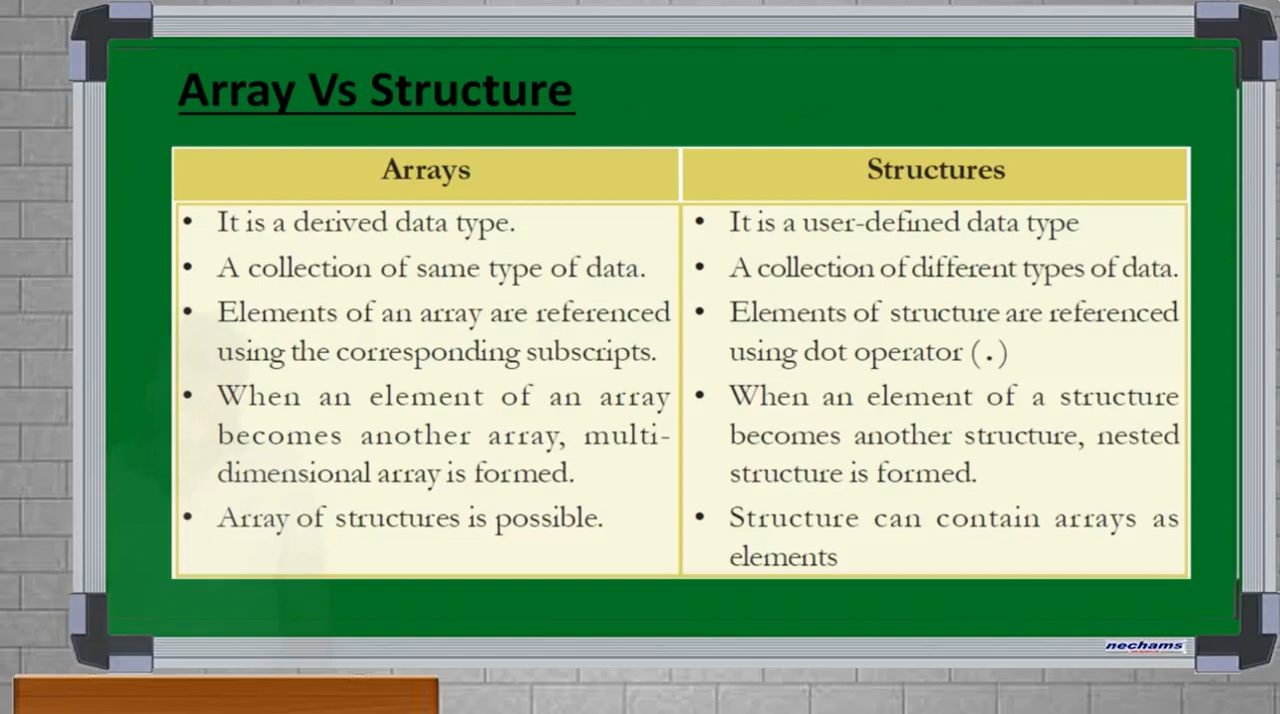 Array Vs Structure
Arrays
Structures
• It is a derived data type.
• A collection of same type of data.
• Elements of an array are referenced
using the corresponding subscripts.
• When an element of an array
becomes another array, multi-
dimensional array is formed.
• Array of structures is possible.
• It is a user-defined data type
• A collection of different types of data.
• Elements of structure are referenced
using dot operator (.)
• When an element of a structure
becomes another structure, nested
structure is formed.
• Structure can contain arrays as
elements
nechams